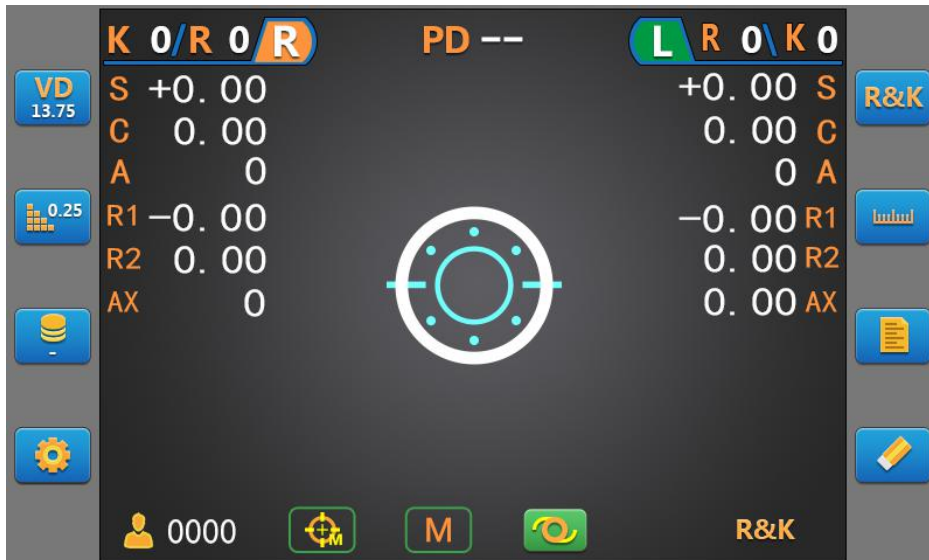 K 0/R 0 R PD -- L R 0\K 0
VD
13.75
S +0.00 +0.00 S
R&K
C 0.00 0.00 C
A 0 0 A
0.25
R1 -0.00 -0.00 R1
R2 0.00 0.00 R2
AX 0 0.00 AX
-
0000 M M R&K